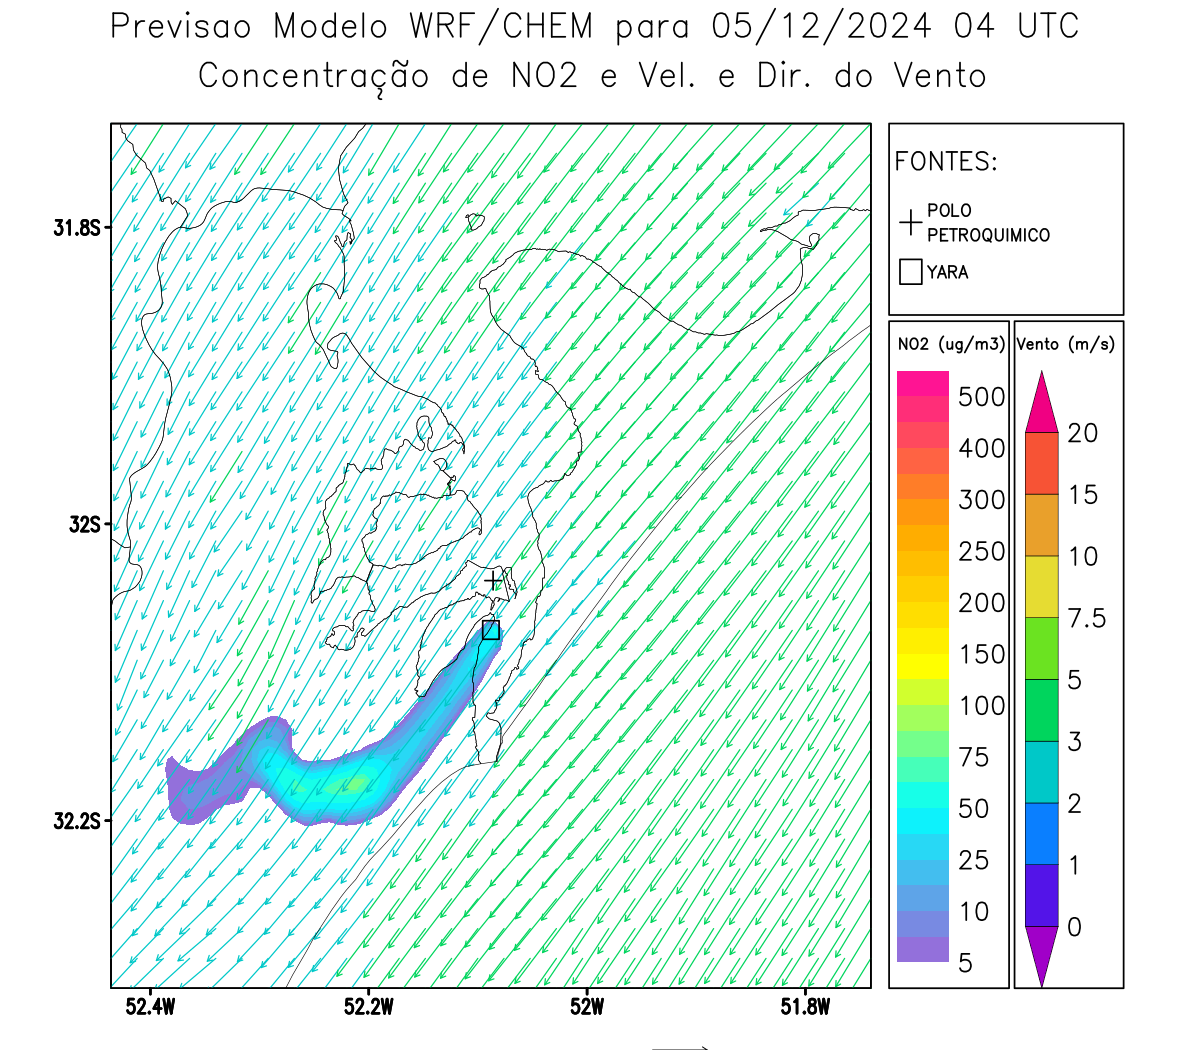 Previsao Modelo WRF/CHEM para 05/12/2024 04 UTC
Concentração de NO2 e Vel. e Dir. do Vento
FONTES:
POLO
PETROQUIMICO
YARA
NO2 (ug/m3)
500
400
300
250
200
150
100
75
50
25
10
5
Vento (m/s)
20
15
10
7.5
5
3
2
1
0
31.8S
32S
32.2S
52.4W
52.2W
52W
51.8W